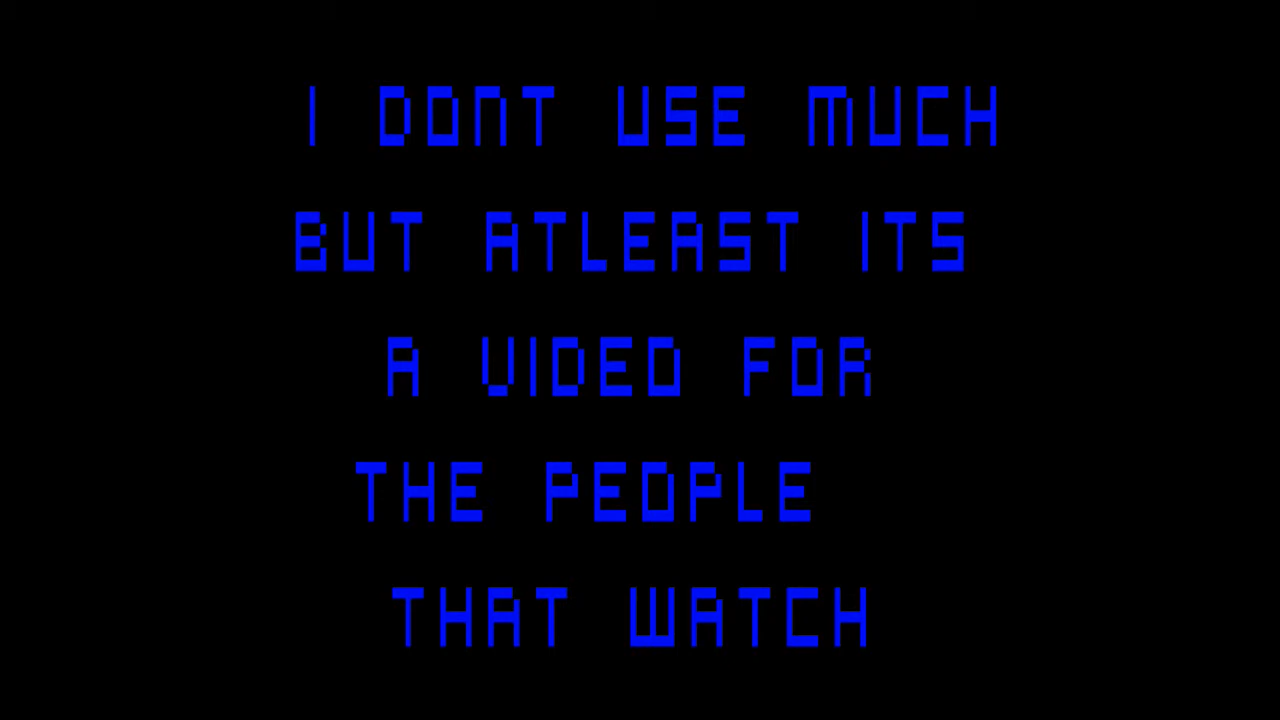 I DONT USE MUCH
BUT ATLEAST ITS
A VIDEO FOR
THE PEOPLE
THAT WATCH